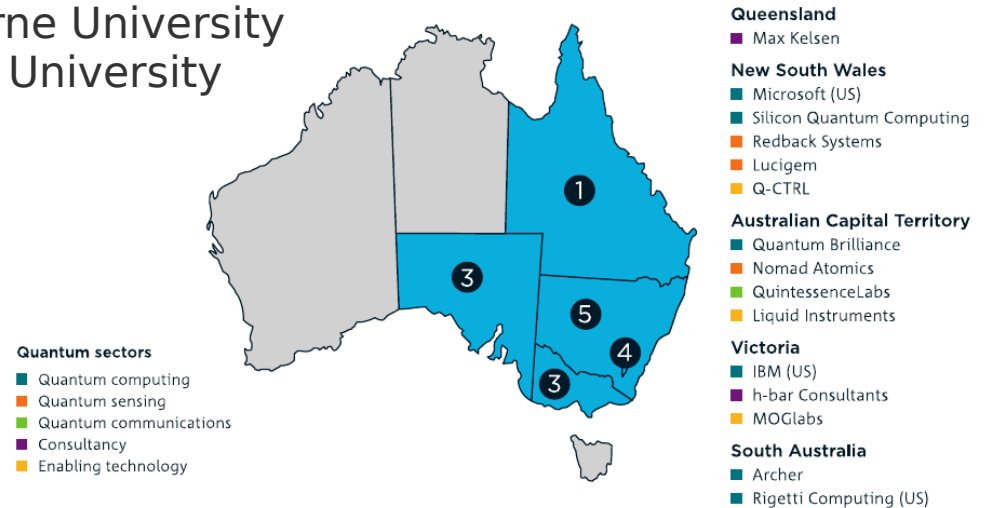 rne University
University
1
3
5
4
3
Quantum sectors
Quantum computing
Quantum sensing
Quantum communications
Consultancy
Enabling technology
Queensland
Max Kelsen
New South Wales
Microsoft (US)
Silicon Quantum Computing
Redback Systems
Lucigem
Q-CTRL
Australian Capital Territory
Quantum Brilliance
Nomad Atomics
QuintessenceLabs
Liquid Instruments
Victoria
IBM (US)
h-bar Consultants
MOGlabs
South Australia
Archer
Rigetti Computing (US)